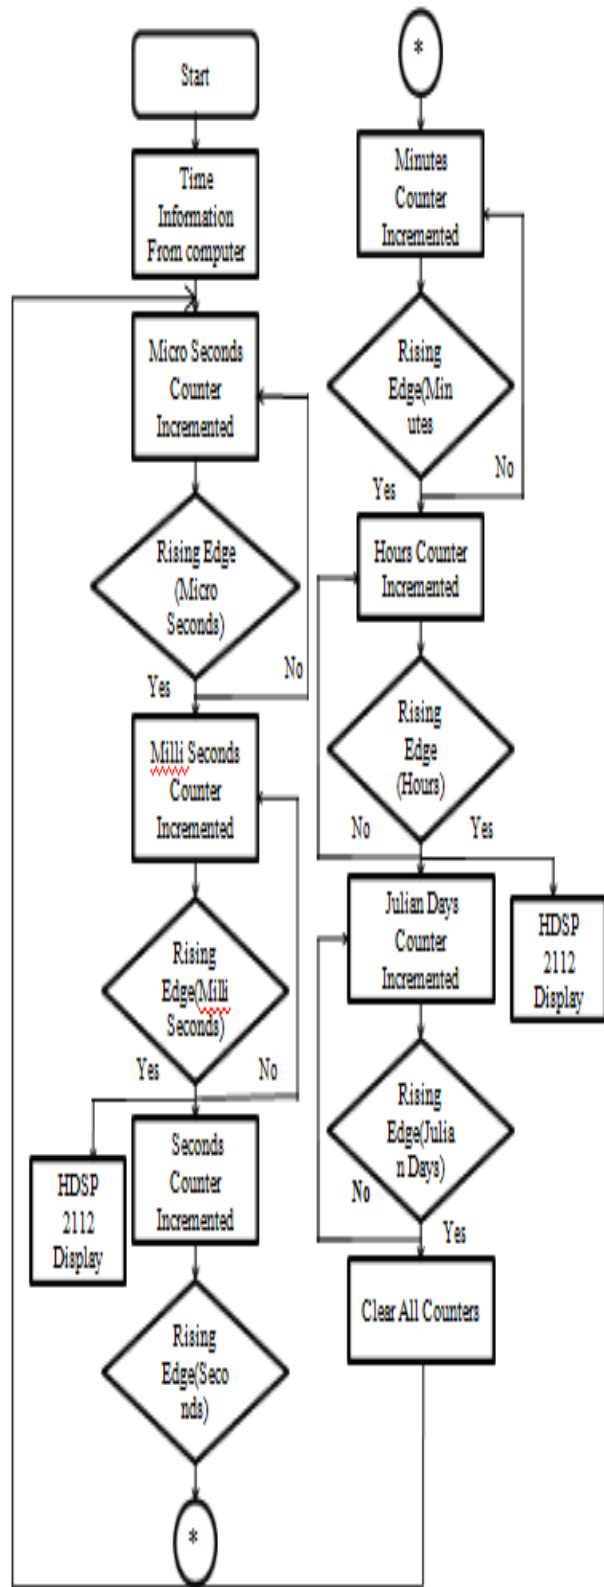 Start
Time
Information
From computer
Micro Seconds
Counter
Incremented
Rising Edge
(Micro
Seconds)
No
Yes
Milli Seconds
Counter
Incremented
Rising
Edge(Milli
Seconds)
Yes
No
Seconds
Counter
Incremented
HDSP
2112
Display
Rising
Edge(Seco
nds)
*
*
Minutes
Counter
Incremented
Rising
Edge(Min
utes
No
Yes
Hours Counter
Incremented
Rising
Edge
(Hours)
No
Yes
Julian Days
Counter
Incremented
HDSP
2112
Display
Rising
Edge(Julia
n Days)
No
Yes
Clear All Counters